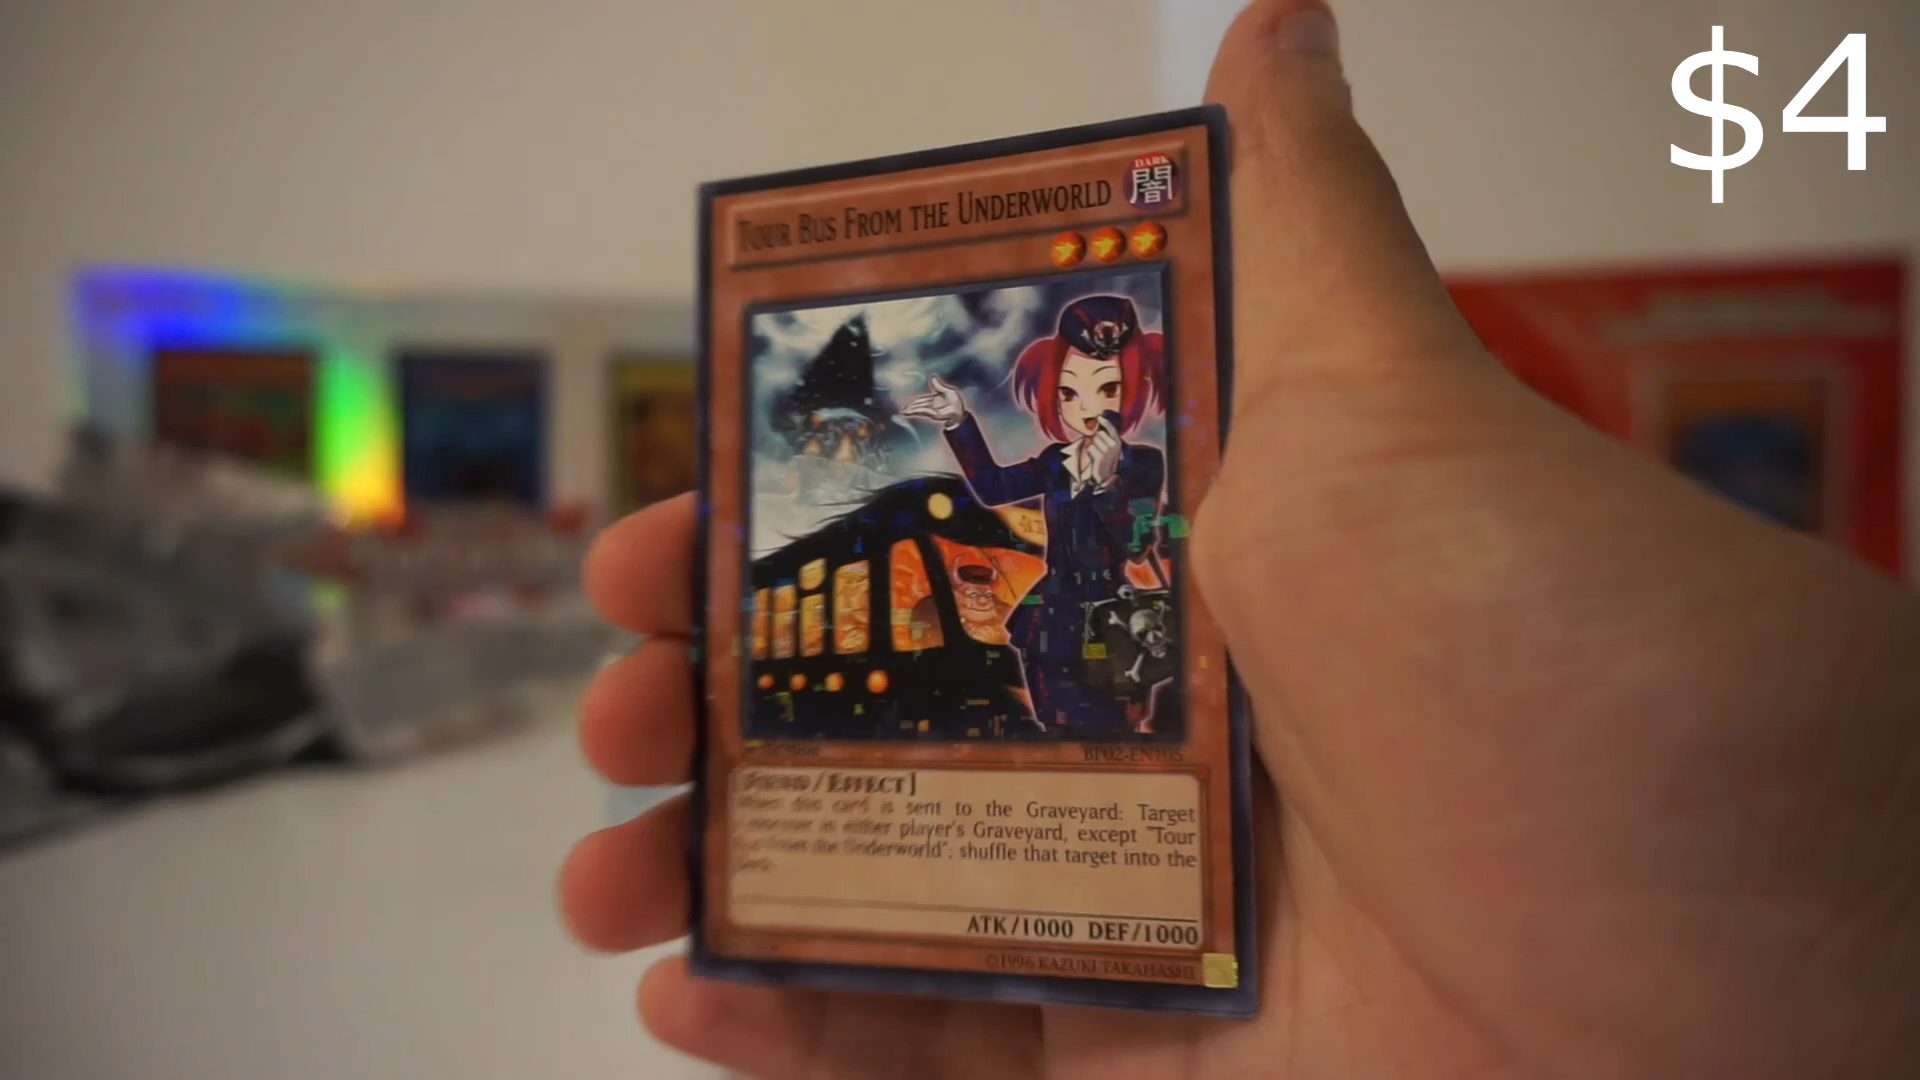 $4
TOUR BUS FROM THE UNDERWORLD
DARK
闇
BP02-EN105
/EFFECT]
When this card is sent to the Graveyard: Target
in either player's Graveyard, except "Tour
from the Underworld"; shuffle that target into the
ATK/1000 DEF/1000
©1996 KAZUKI TAKAHASHI